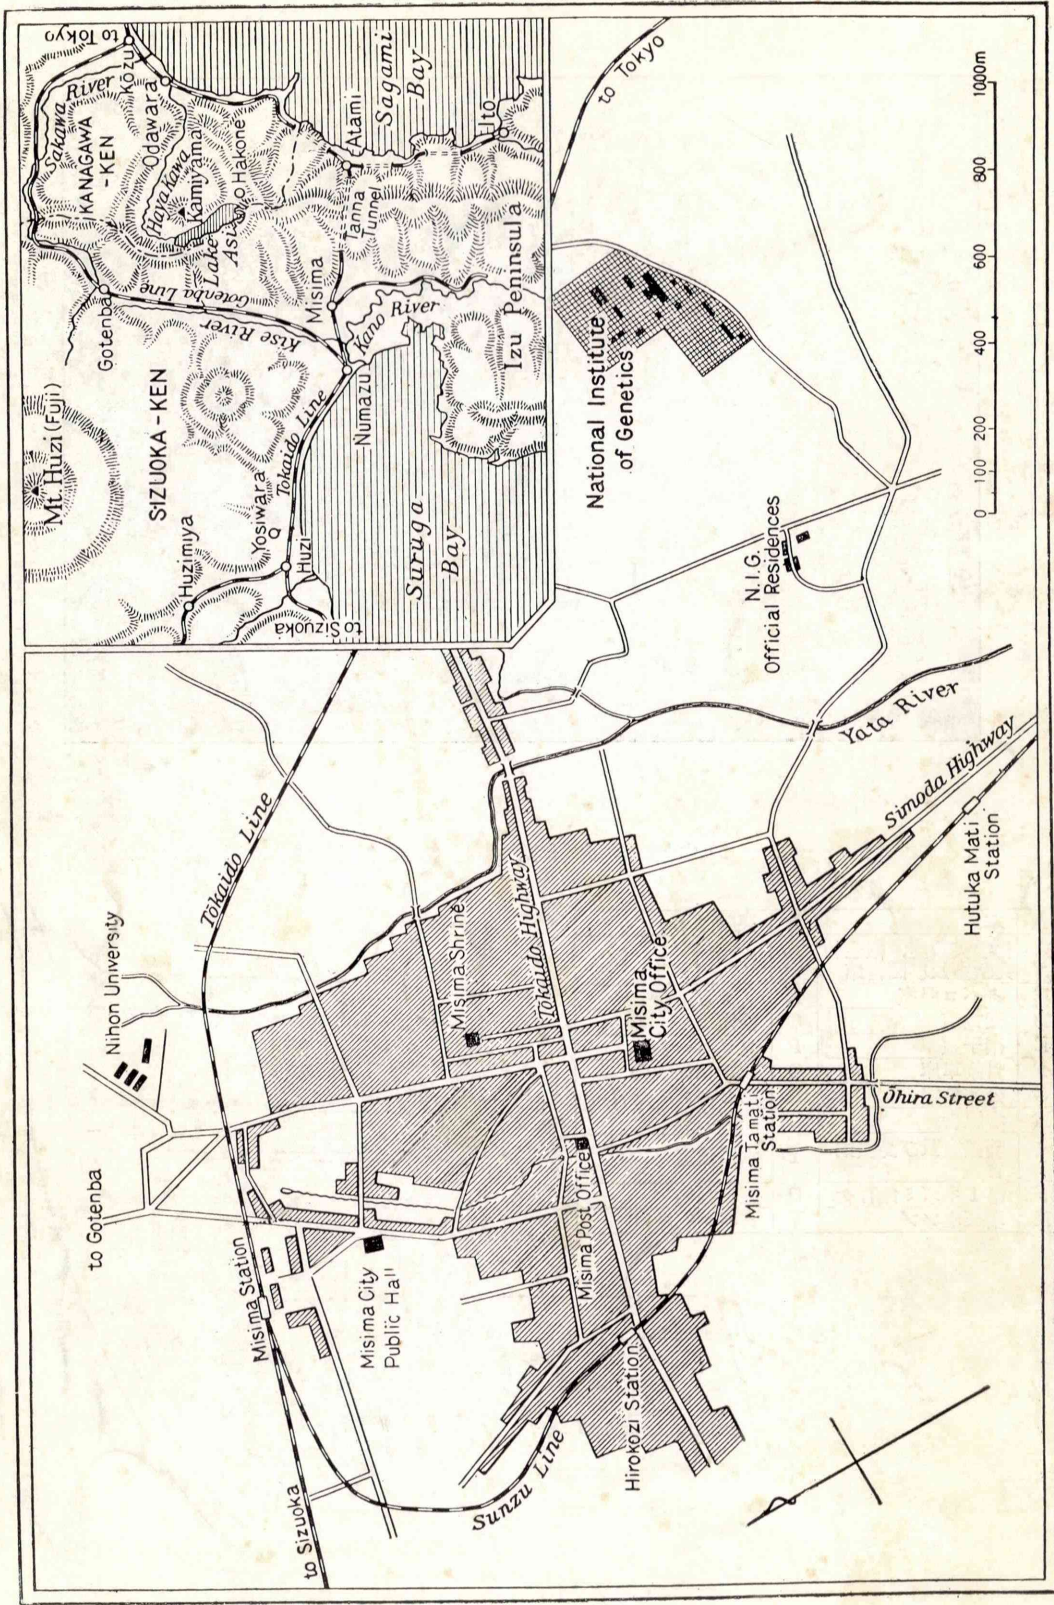 to Tokyo
Kōzu
Sakawa River
KANAGAWA
-KEN
Odawara
Hayakawa
Kamiyama
Hakone
Lake
Asi
Sagami
Bay
Atami
Ito
Tanna
Tunnel
Misima
Gotenba
Gotenba Line
Kise River
Kano River
Izu Peninsula
Mt. Huzi (Fuji)
SIZUOKA-KEN
Numazu
Tokaido Line
Yosiwara
Huzimiya
Huzi
to Sizuoka
Suruga
Bay
to Tokyo
National Institute
of Genetics
0 100 200 400 600 800 1000m
N.I.G.
Official Residences
Yata River
Simoda Highway
Hutuka Mati
Station
Tōkaido Line
Nihon University
Misima Shrine
Tokaido Highway
Misima
City Office
Ōhira Street
Misima Tamati
Station
Misima Post Office
to Gotenba
Misima Station
Misima City
Public Hall
Hirokozi Station
Sunzu Line
to Sizuoka